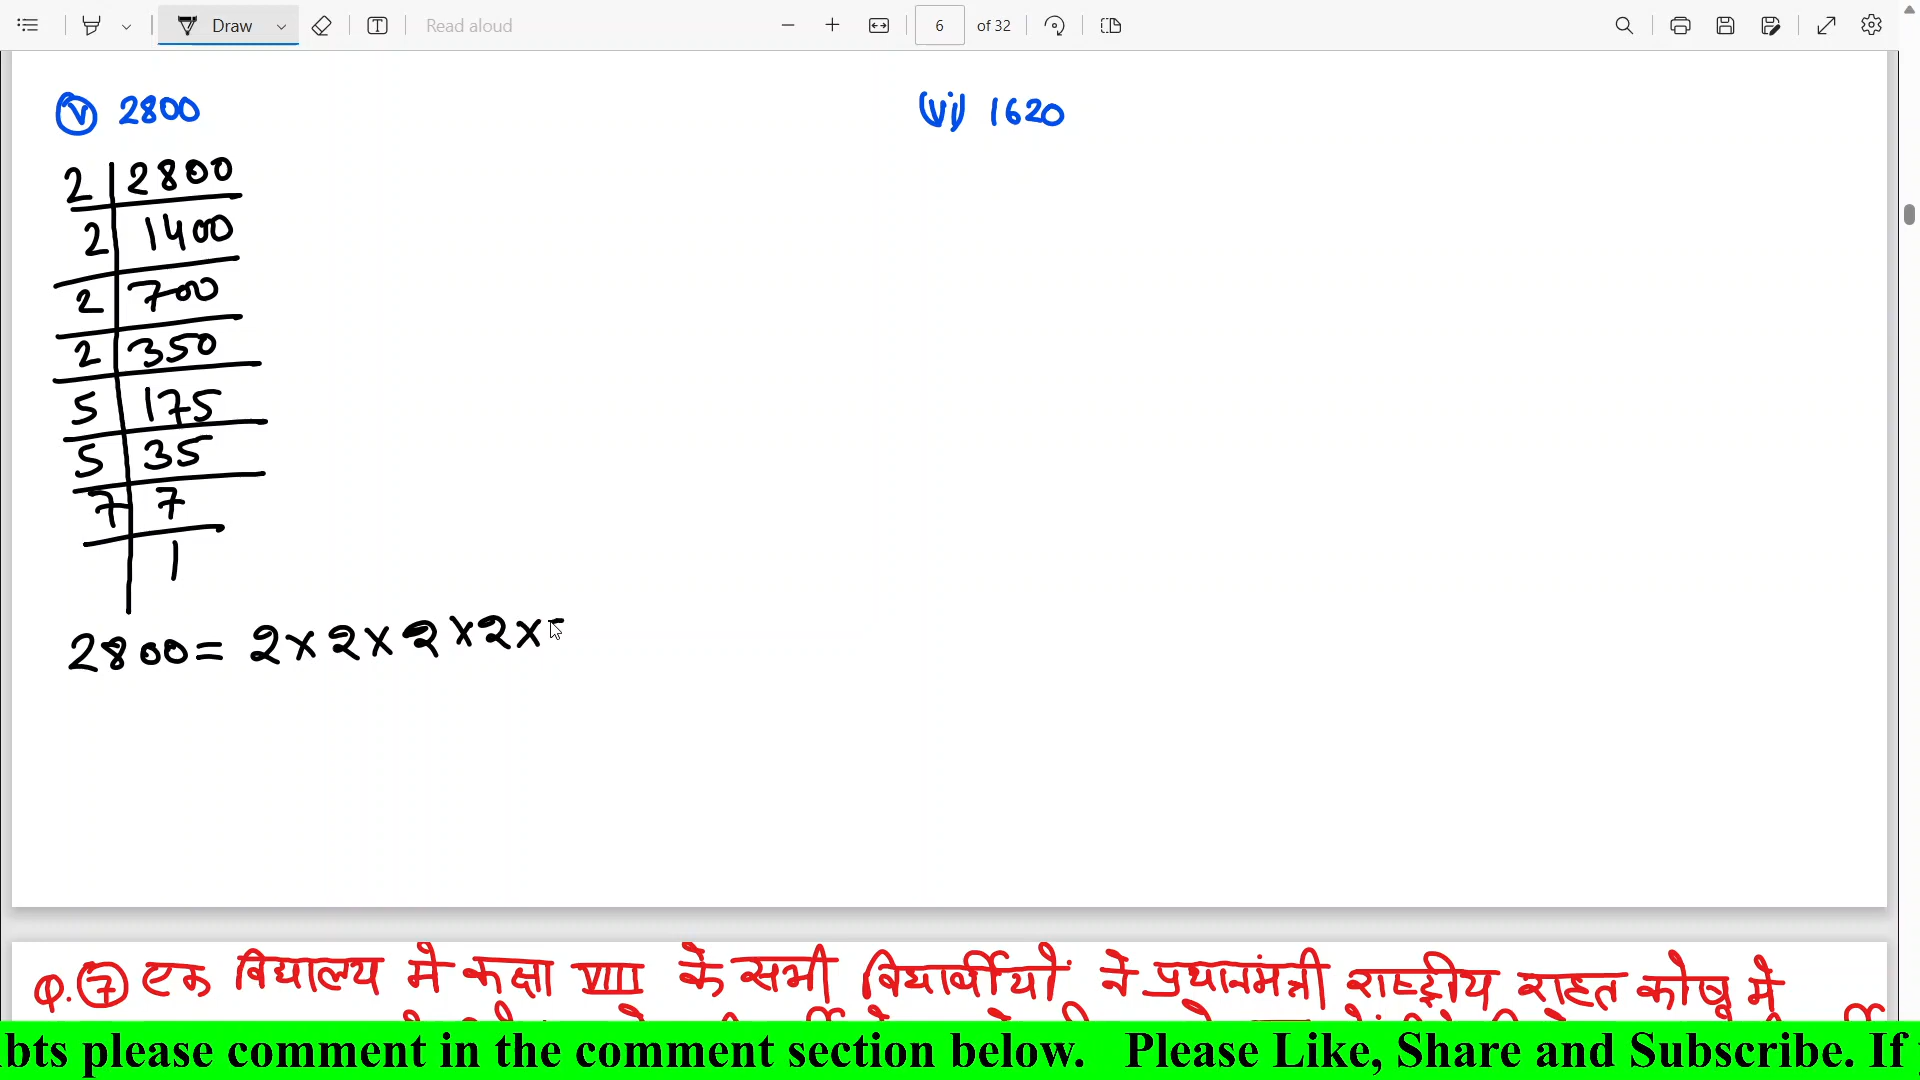 Draw
Read aloud
6 of 32
(v) 2800
2 | 2800
2 | 1400
2 | 700
2 | 350
5 | 175
5 | 35
7 | 7
1
2800 = 2 × 2 × 2 × 2 ×
(vi) 1620
Q. (7) एक विद्यालय में कक्षा VIII के सभी विद्यार्थीयों ने प्रधानमंत्री राष्ट्रीय राहत कोष में
bts please comment in the comment section below. Please Like, Share and Subscribe. If